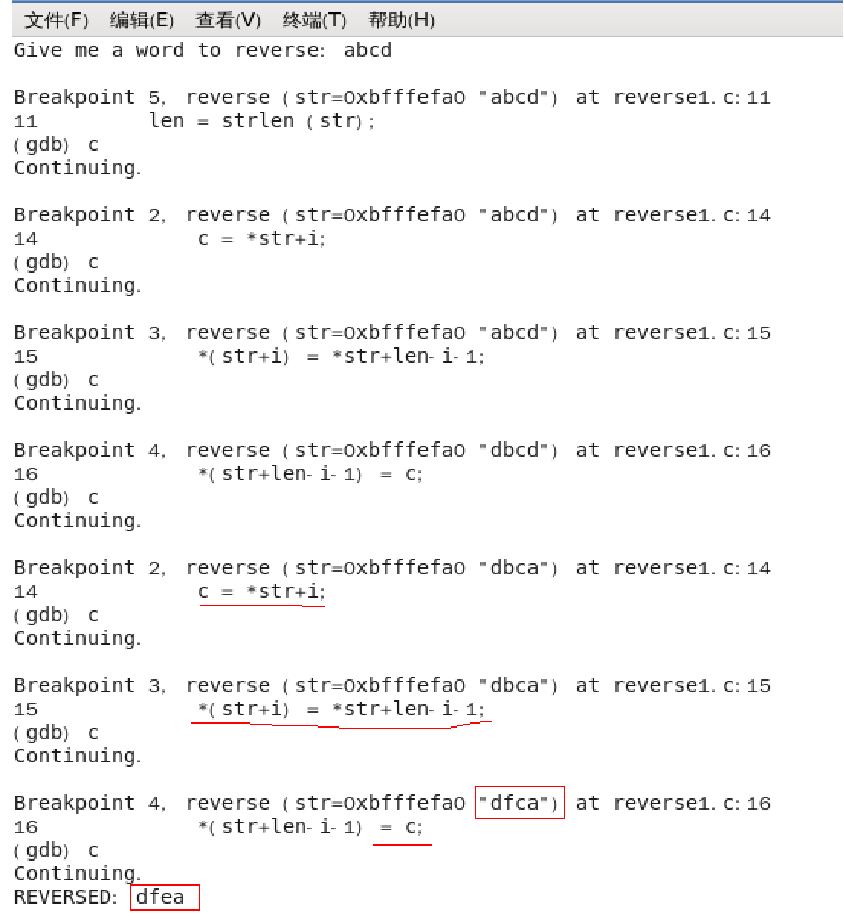 文件(F) 编辑(E) 查看(V) 终端(T) 帮助(H)
Give me a word to reverse: abcd
Breakpoint 5, reverse (str=0xbfffefa0 "abcd") at reverse1.c:11
11 len = strlen (str);
(gdb) c
Continuing.
Breakpoint 2, reverse (str=0xbfffefa0 "abcd") at reverse1.c:14
14 c = *str+i;
(gdb) c
Continuing.
Breakpoint 3, reverse (str=0xbfffefa0 "abcd") at reverse1.c:15
15 *(str+i) = *str+len-i-1;
(gdb) c
Continuing.
Breakpoint 4, reverse (str=0xbfffefa0 "dbcd") at reverse1.c:16
16 *(str+len-i-1) = c;
(gdb) c
Continuing.
Breakpoint 2, reverse (str=0xbfffefa0 "dbca") at reverse1.c:14
14 c = *str+i;
(gdb) c
Continuing.
Breakpoint 3, reverse (str=0xbfffefa0 "dbca") at reverse1.c:15
15 *(str+i) = *str+len-i-1;
(gdb) c
Continuing.
Breakpoint 4, reverse (str=0xbfffefa0 "dfca") at reverse1.c:16
16 *(str+len-i-1) = c;
(gdb) c
Continuing.
REVERSED: dfea